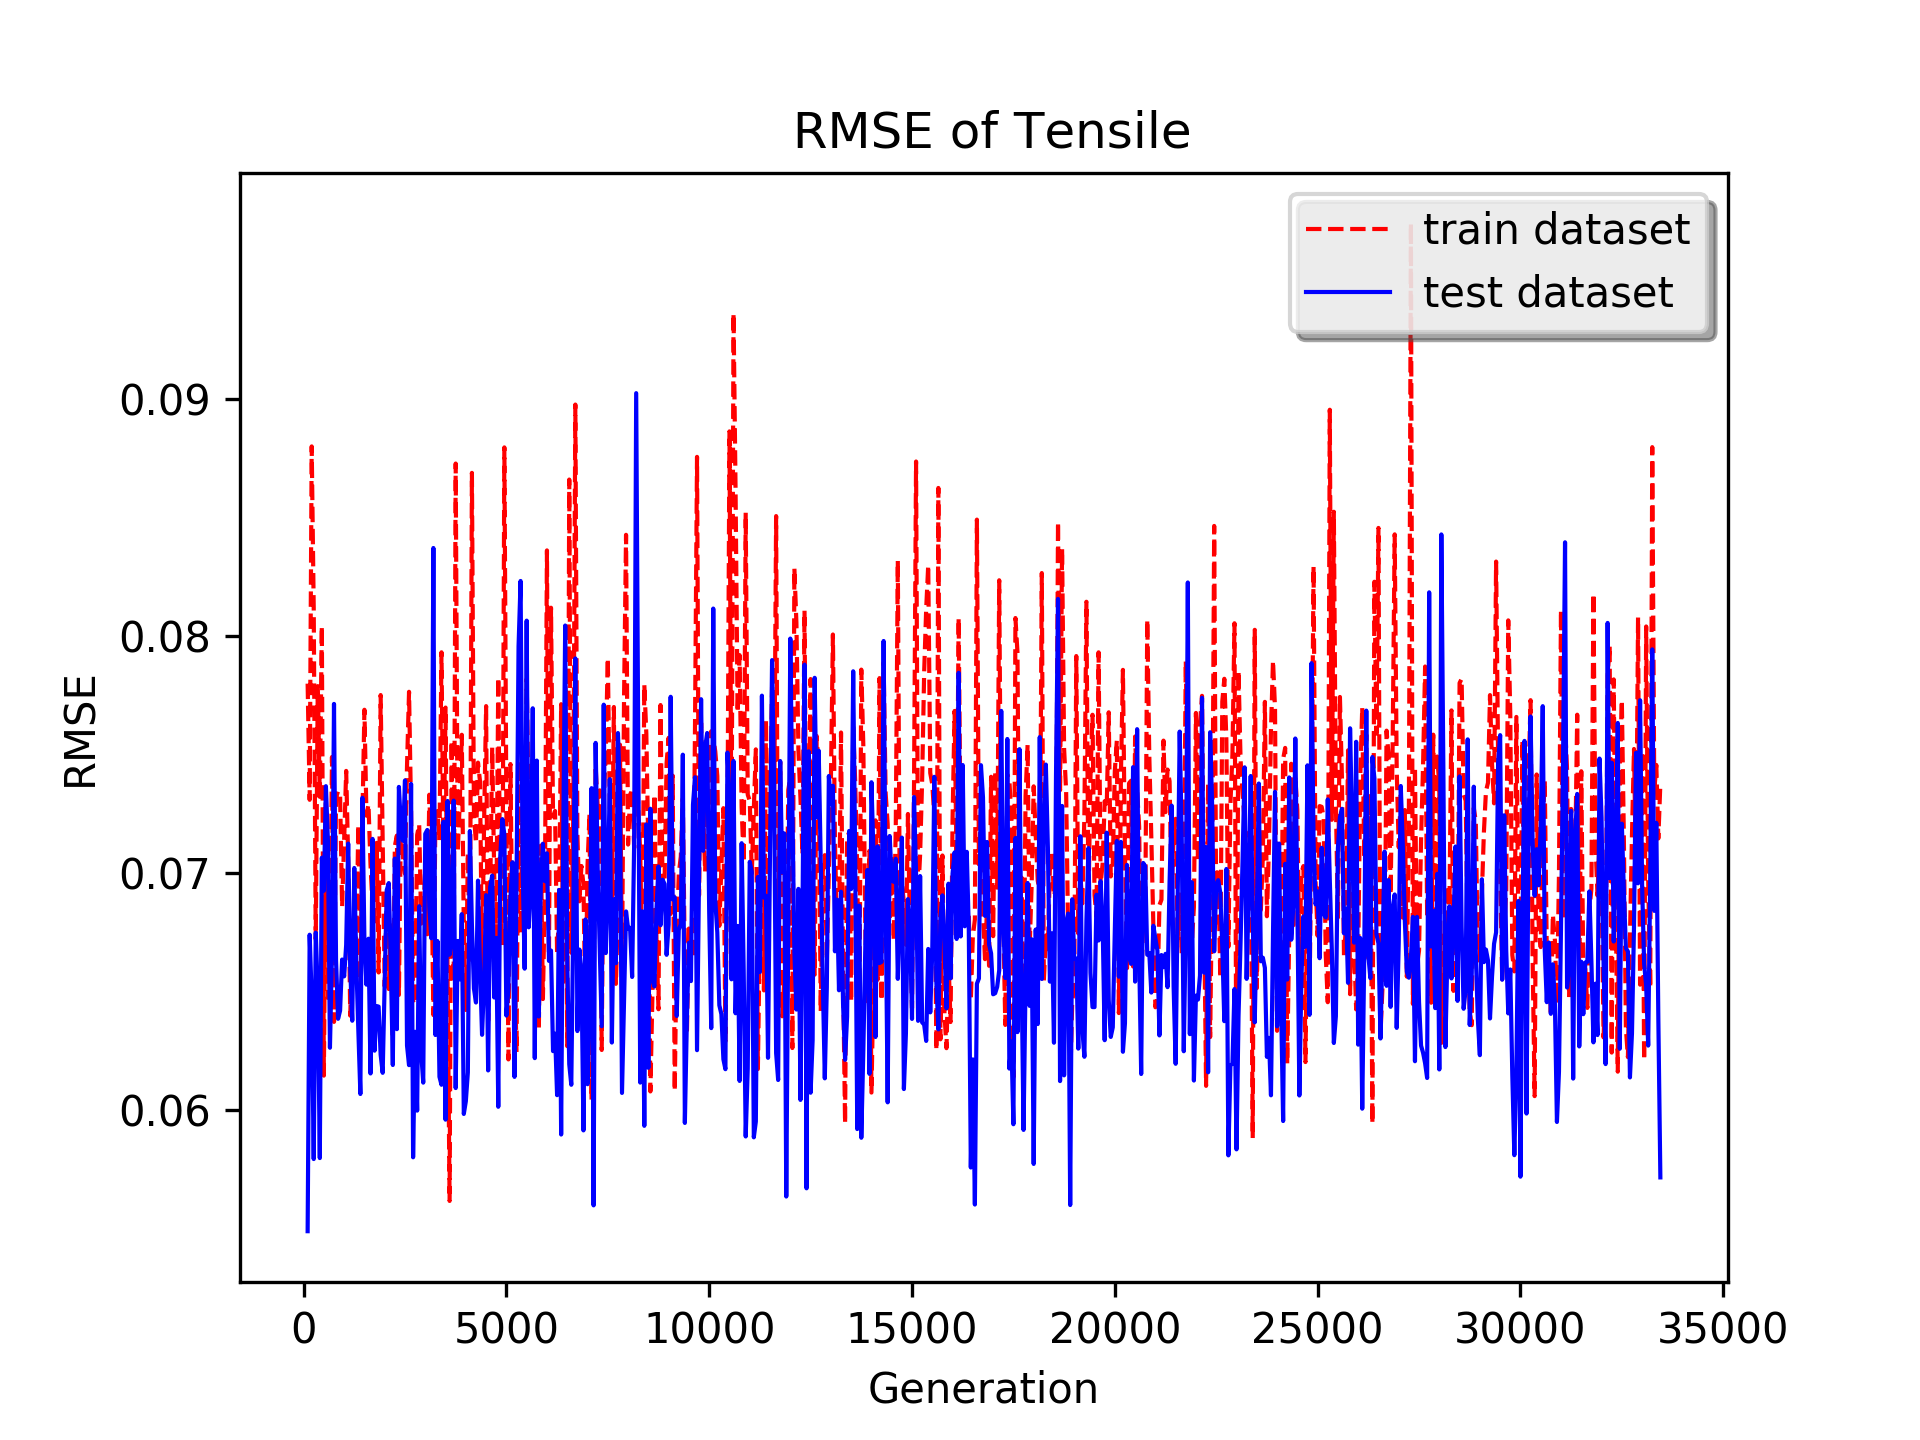 RMSE of Tensile
train dataset
test dataset
RMSE
0.09
0.08
0.07
0.06
0
5000
10000
15000
20000
25000
30000
35000
Generation